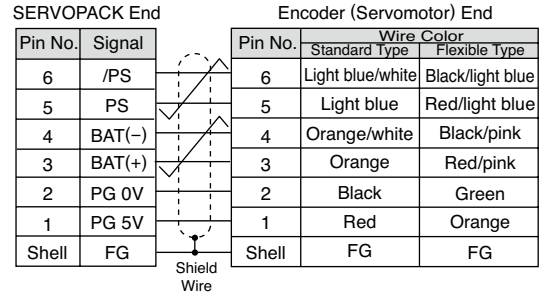 SERVOPACK End Encoder (Servomotor) End
Pin No. Signal Pin No. Wire Color
Standard Type Flexible Type
6 /PS 6 Light blue/white Black/light blue
5 PS 5 Light blue Red/light blue
4 BAT(−) 4 Orange/white Black/pink
3 BAT(+) 3 Orange Red/pink
2 PG 0V 2 Black Green
1 PG 5V 1 Red Orange
Shell FG Shell FG FG
Shield
Wire